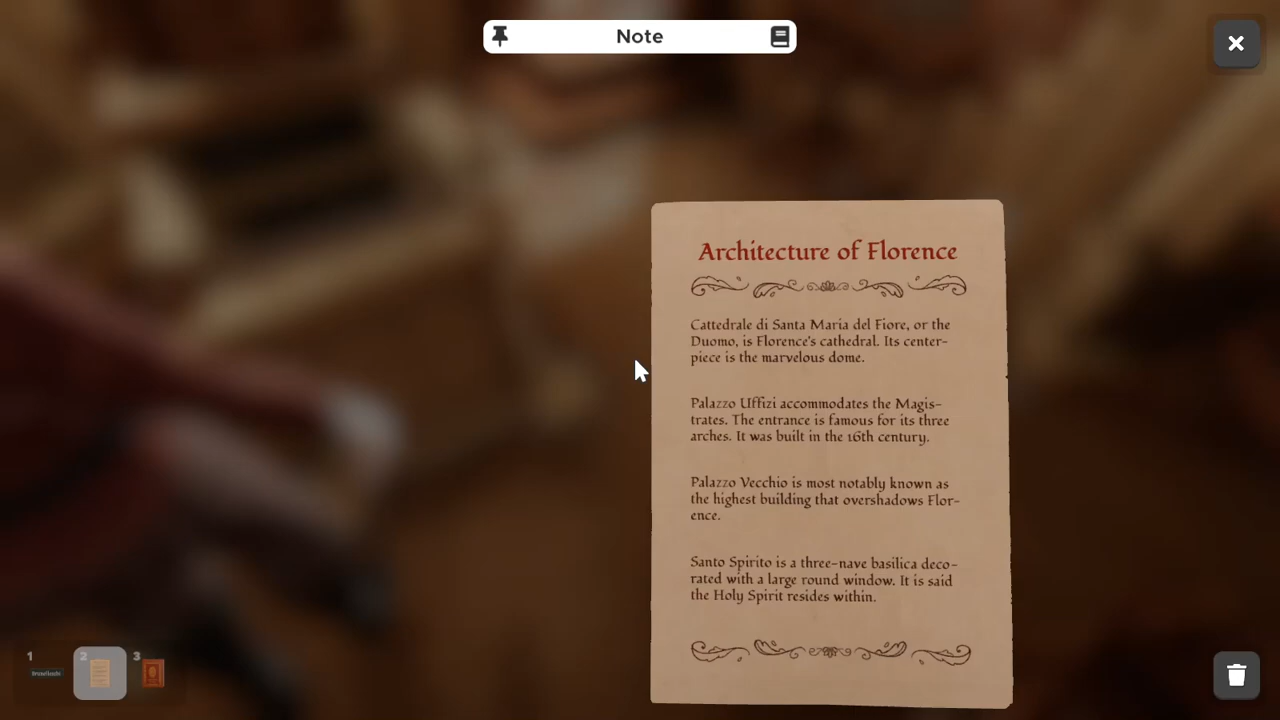 Note
Architecture of Florence
Cattedrale di Santa Maria del Fiore, or the
Duomo, is Florence's cathedral. Its center-
piece is the marvelous dome.
Palazzo Uffizi accommodates the Magis-
trates. The entrance is famous for its three
arches. It was built in the 16th century.
Palazzo Vecchio is most notably known as
the highest building that overshadows Flor-
ence.
Santo Spirito is a three-nave basilica deco-
rated with a large round window. It is said
the Holy Spirit resides within.
1
2
3